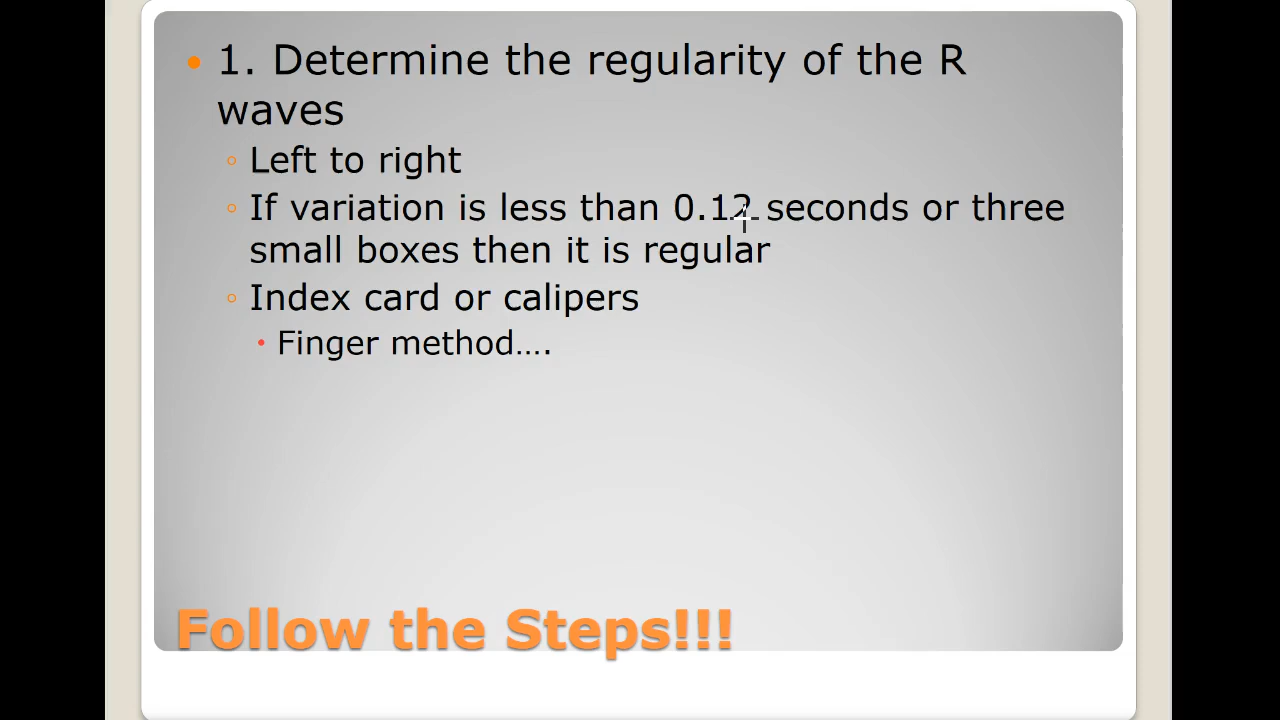 1. Determine the regularity of the R
waves
Left to right
If variation is less than 0.12 seconds or three
small boxes then it is regular
Index card or calipers
Finger method....
Follow the Steps!!!